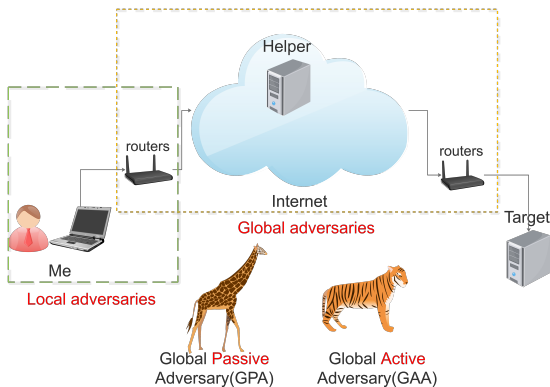 Helper
routers
routers
Internet
Target
Global adversaries
Me
Local adversaries
Global Passive
Adversary(GPA)
Global Active
Adversary(GAA)